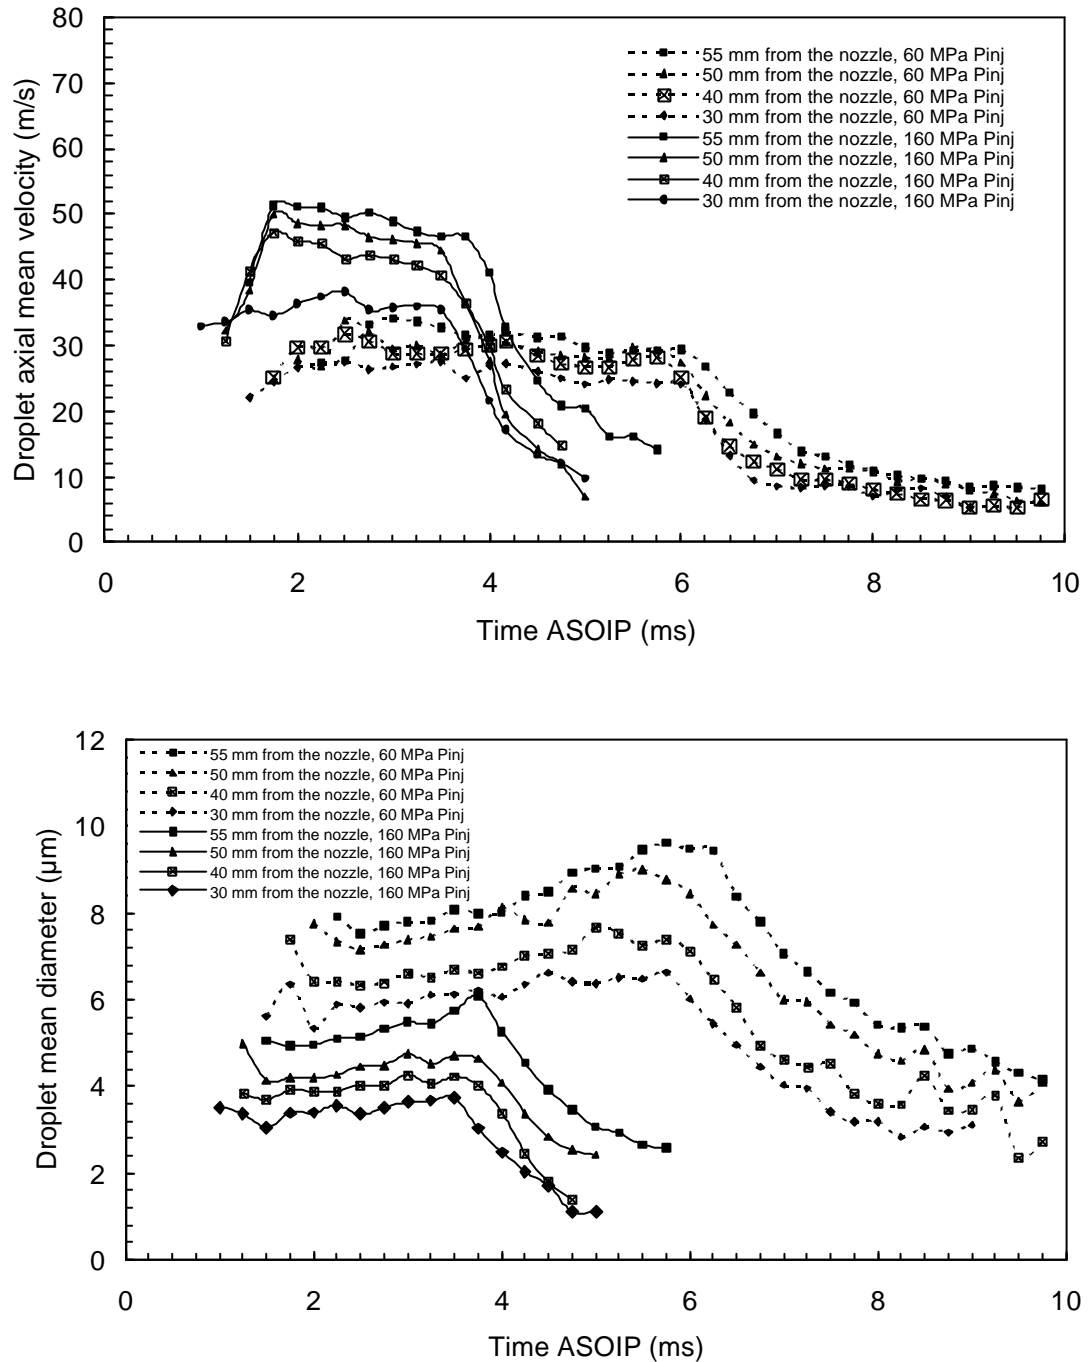 80
70
60
50
40
30
20
10
0
Droplet axial mean velocity (m/s)
55 mm from the nozzle, 60 MPa Pinj
50 mm from the nozzle, 60 MPa Pinj
40 mm from the nozzle, 60 MPa Pinj
30 mm from the nozzle, 60 MPa Pinj
55 mm from the nozzle, 160 MPa Pinj
50 mm from the nozzle, 160 MPa Pinj
40 mm from the nozzle, 160 MPa Pinj
30 mm from the nozzle, 160 MPa Pinj
0 2 4 6 8 10
Time ASOIP (ms)
12
10
8
6
4
2
0
Droplet mean diameter (μm)
55 mm from the nozzle, 60 MPa Pinj
50 mm from the nozzle, 60 MPa Pinj
40 mm from the nozzle, 60 MPa Pinj
30 mm from the nozzle, 60 MPa Pinj
55 mm from the nozzle, 160 MPa Pinj
50 mm from the nozzle, 160 MPa Pinj
40 mm from the nozzle, 160 MPa Pinj
30 mm from the nozzle, 160 MPa Pinj
0 2 4 6 8 10
Time ASOIP (ms)